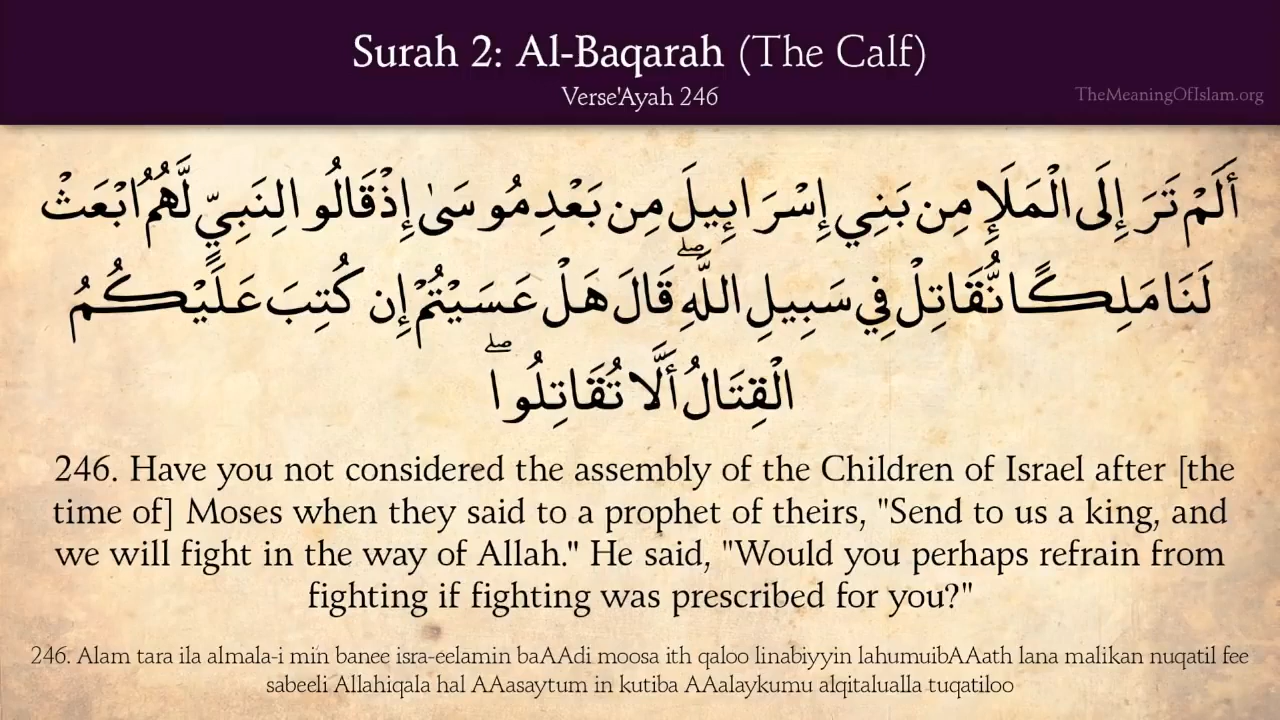 Surah 2: Al-Baqarah (The Calf)
Verse'Ayah 246
TheMeaningOfIslam.org
أَلَمْ تَرَ إِلَى الْمَلَإِ مِن بَنِي إِسْرَابِيلَ مِن بَعْدِ مُوسَىٰ إِذْ قَالُوا لِنَبِيٍّ لَّهُمُ ابْعَثْ
لَنَا مَلِكًا نُّقَاتِلْ فِي سَبِيلِ اللَّهِ ۖ قَالَ هَلْ عَسَيْتُمْ إِن كُتِبَ عَلَيْكُمُ
الْقِتَالُ أَلَّا تُقَاتِلُوا ۖ
246. Have you not considered the assembly of the Children of Israel after [the
time of] Moses when they said to a prophet of theirs, "Send to us a king, and
we will fight in the way of Allah." He said, "Would you perhaps refrain from
fighting if fighting was prescribed for you?"
246. Alam tara ila almala-i min banee isra-eelamin baAAdi moosa ith qaloo linabiyyin lahumuibAAath lana malikan nuqatil fee
sabeeli Allahiqala hal AAasaytum in kutiba AAalaykumu alqitalualla tuqatiloo